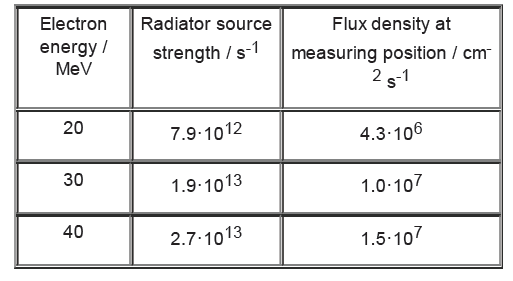 Electron
energy /
MeV
Radiator source
strength / s-1
Flux density at
measuring position / cm-
2 s-1
20
7.9·10^12
4.3·10^6
30
1.9·10^13
1.0·10^7
40
2.7·10^13
1.5·10^7